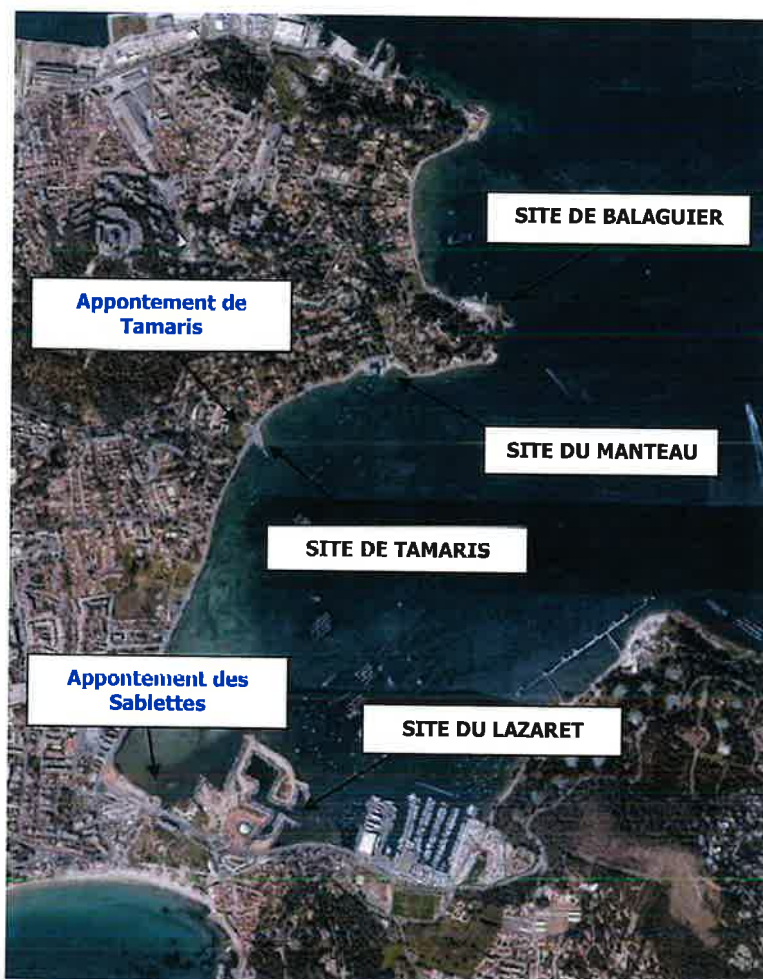 SITE DE BALAGUIER
Appontement de
Tamaris
SITE DU MANTEAU
SITE DE TAMARIS
Appontement des
Sablettes
SITE DU LAZARET